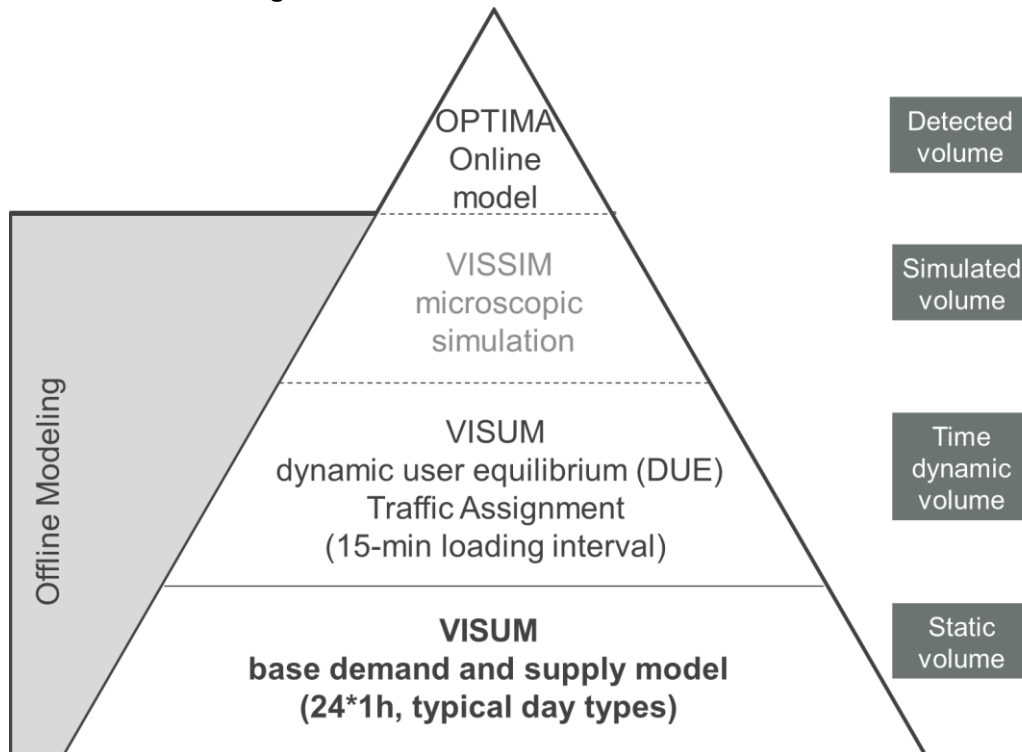 OPTIMA
Online
model
Detected
volume
VISSIM
microscopic
simulation
Simulated
volume
Offline Modeling
VISUM
dynamic user equilibrium (DUE)
Traffic Assignment
(15-min loading interval)
Time
dynamic
volume
VISUM
base demand and supply model
(24*1h, typical day types)
Static
volume